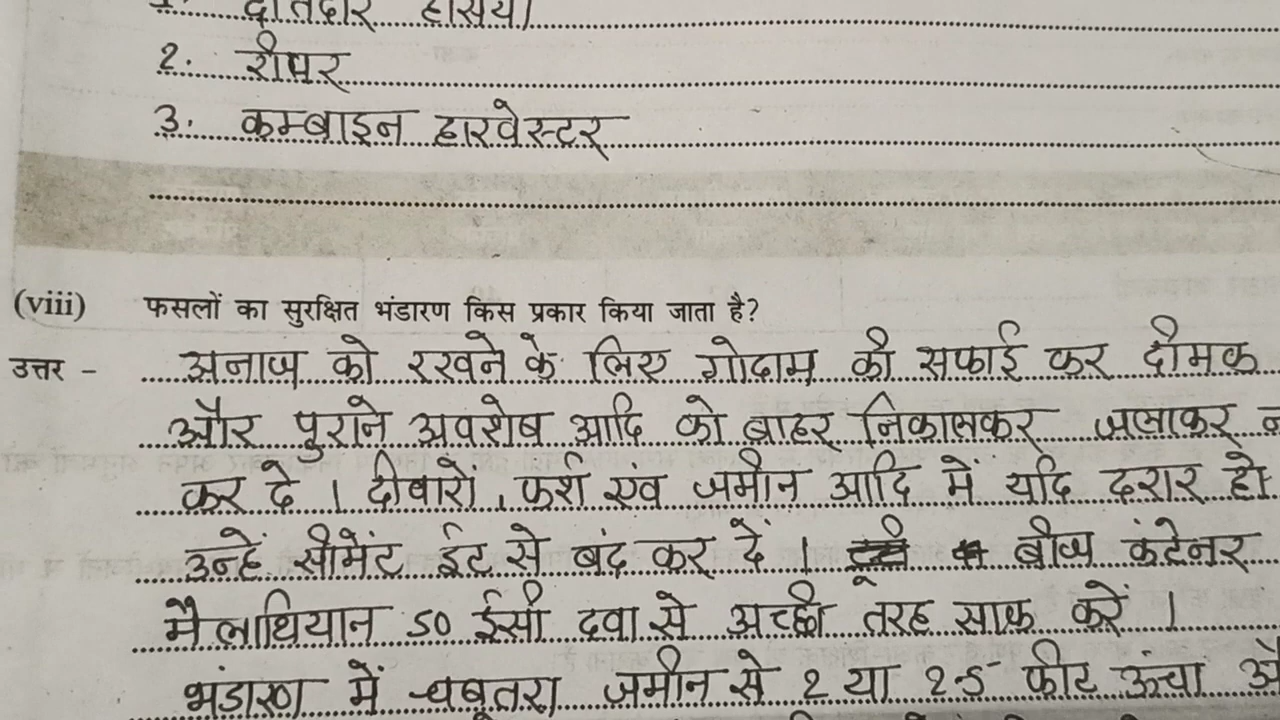 1. दाँतदार हंसिया
2. रीपर
3. कम्बाइन हारवेस्टर
(viii) फसलों का सुरक्षित भंडारण किस प्रकार किया जाता है?
उत्तर - अनाज को रखने के लिए गोदाम की सफाई कर दीमक
और पुराने अवशेष आदि को बाहर निकालकर जलाकर
कर दे । दीवारों, फर्श एंव जमीन आदि में यदि दरार हो
उन्हें सीमेंट ईट से बंद कर दें । बीज कंटेनर
मैलाथियान 50 ईसी दवा से अच्छी तरह साफ करें ।
भंडारण में चबूतरा जमीन से 2 या 2.5 फीट ऊंचा